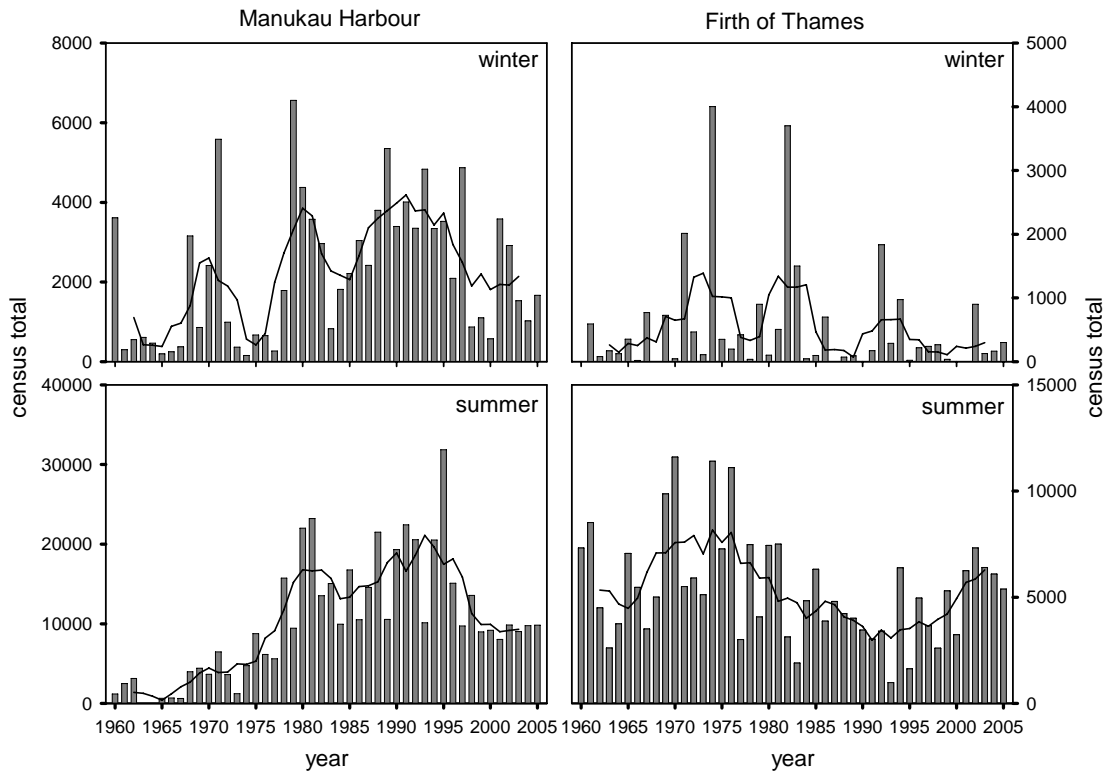 Manukau Harbour
Firth of Thames
8000
6000
4000
2000
0
winter
winter
5000
4000
3000
2000
1000
0
census total
census total
40000
30000
20000
10000
0
summer
summer
15000
10000
5000
0
1960 1965 1970 1975 1980 1985 1990 1995 2000 2005
1960 1965 1970 1975 1980 1985 1990 1995 2000 2005
year
year